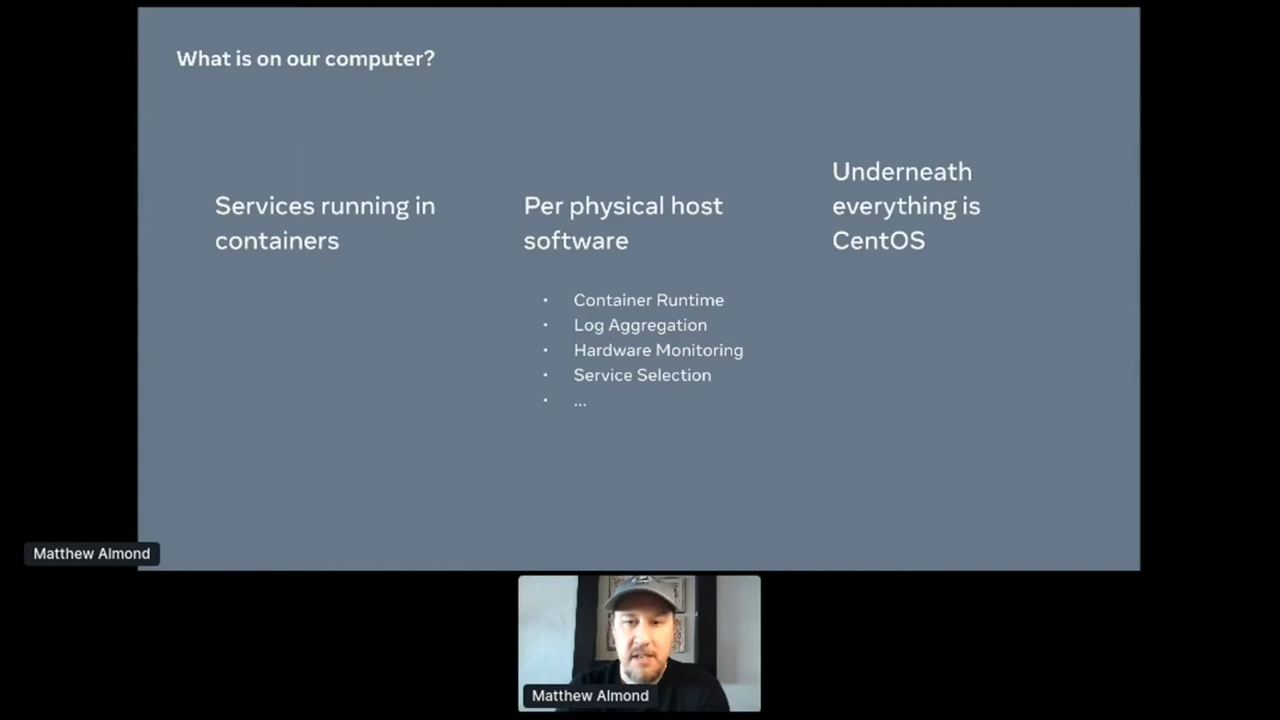 What is on our computer?
Services running in
containers
Per physical host
software
• Container Runtime
• Log Aggregation
• Hardware Monitoring
• Service Selection
• ...
Underneath
everything is
CentOS
Matthew Almond
Matthew Almond